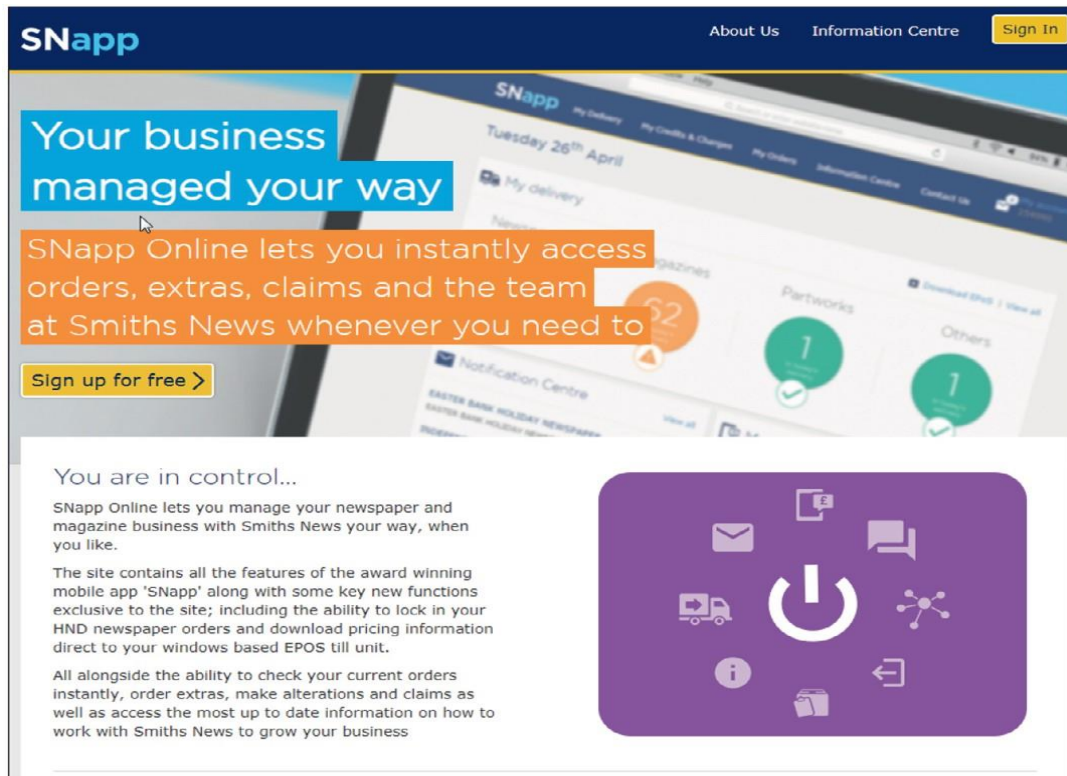 SNapp
About Us Information Centre Sign In
Your business
managed your way
SNapp Online lets you instantly access
orders, extras, claims and the team
at Smiths News whenever you need to
Sign up for free >
SNapp My Delivery My Credits & Charges My Orders Information Centre Contact Us
Tuesday 26th April
My delivery
Partworks
Others
Download EPoS | View all
62
1
1
Notification Centre
View all
EASTER BANK HOLIDAY NEWSPAPER
You are in control...
SNapp Online lets you manage your newspaper and
magazine business with Smiths News your way, when
you like.
The site contains all the features of the award winning
mobile app 'SNapp' along with some key new functions
exclusive to the site; including the ability to lock in your
HND newspaper orders and download pricing information
direct to your windows based EPOS till unit.
All alongside the ability to check your current orders
instantly, order extras, make alterations and claims as
well as access the most up to date information on how to
work with Smiths News to grow your business
£